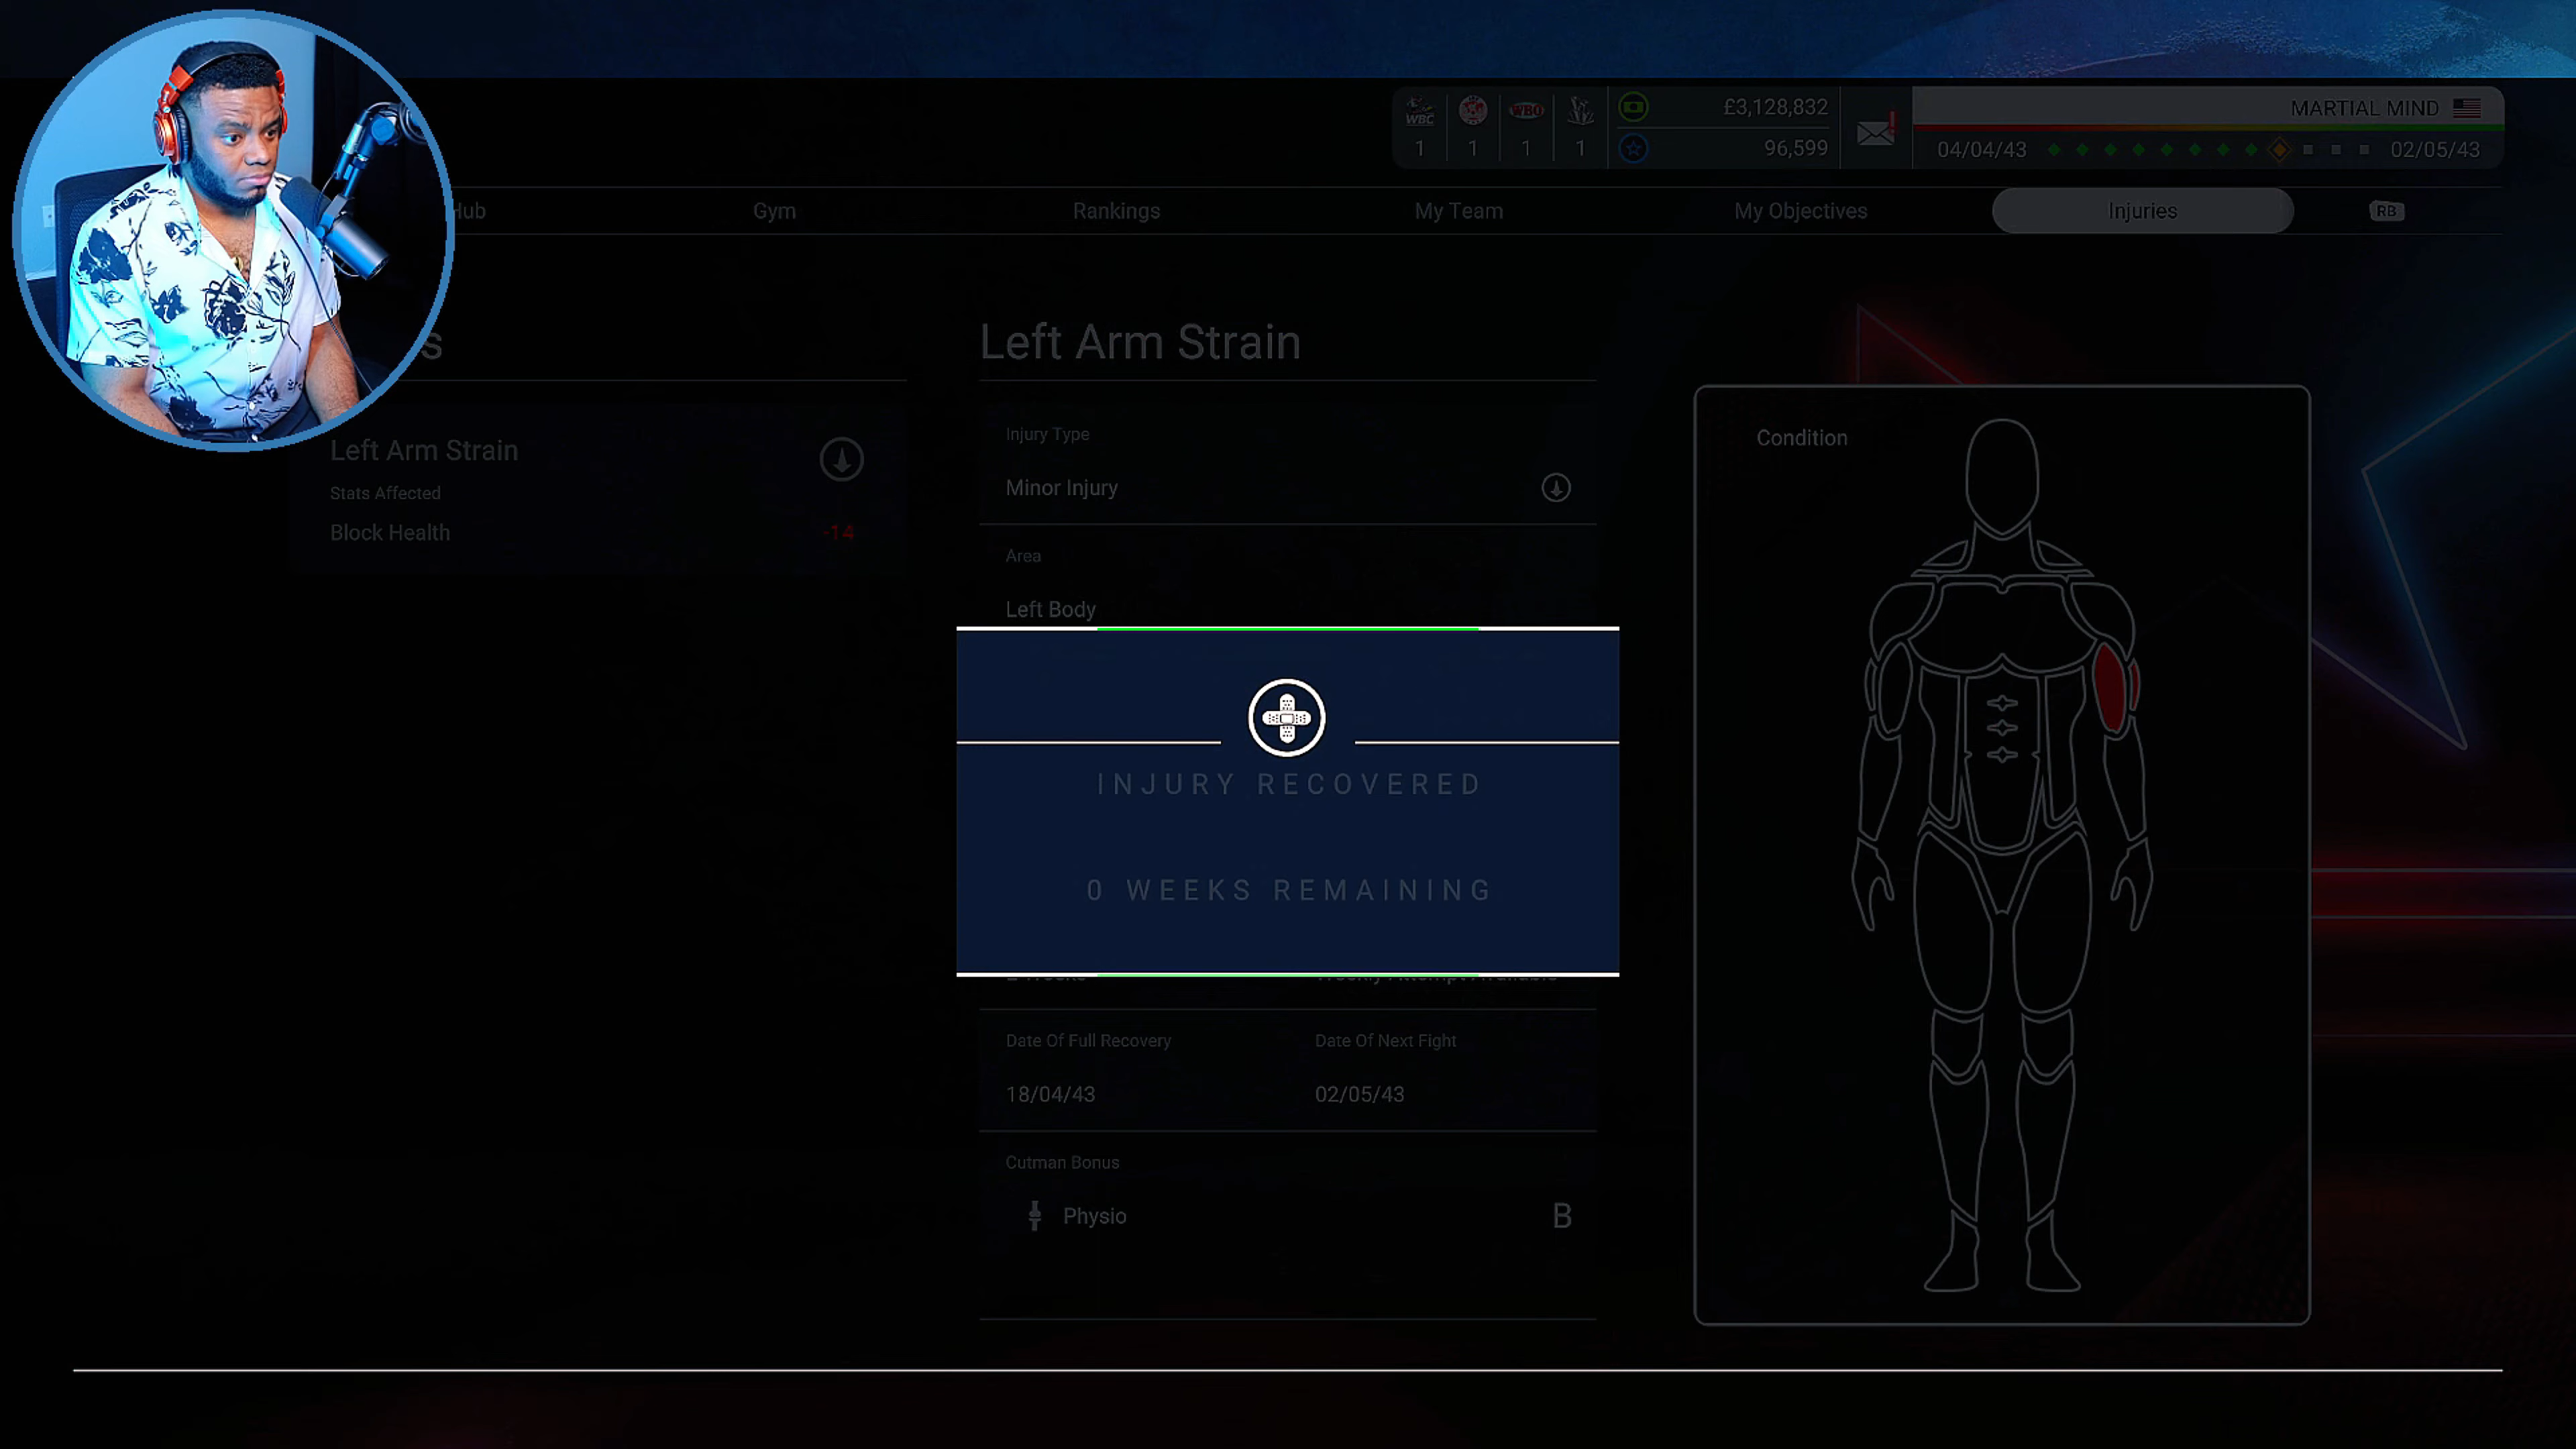 WBC
WBO
1 1 1 1
£3,128,832
96,599
MARTIAL MIND
04/04/43 02/05/43
Hub Gym Rankings My Team My Objectives Injuries RB
Left Arm Strain
Left Arm Strain
Stats Affected
Block Health -14
Injury Type
Minor Injury
Area
Left Body
INJURY RECOVERED
0 WEEKS REMAINING
Date Of Full Recovery Date Of Next Fight
18/04/43 02/05/43
Cutman Bonus
Physio B
Condition